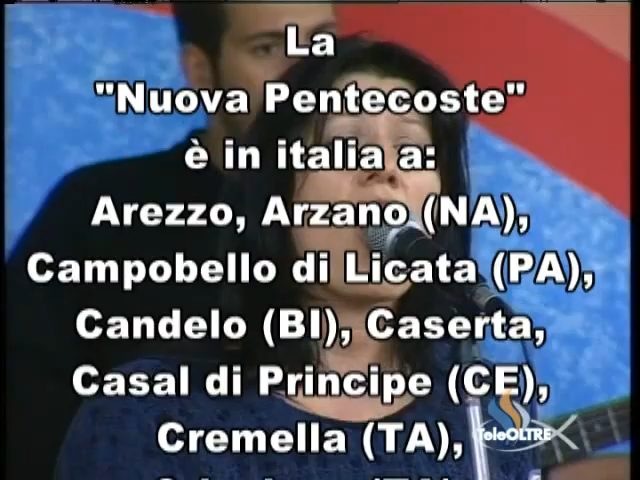 La
"Nuova Pentecoste"
è in italia a:
Arezzo, Arzano (NA),
Campobello di Licata (PA),
Candelo (BI), Caserta,
Casal di Principe (CE),
Cremella (TA),
TeleOLTRE